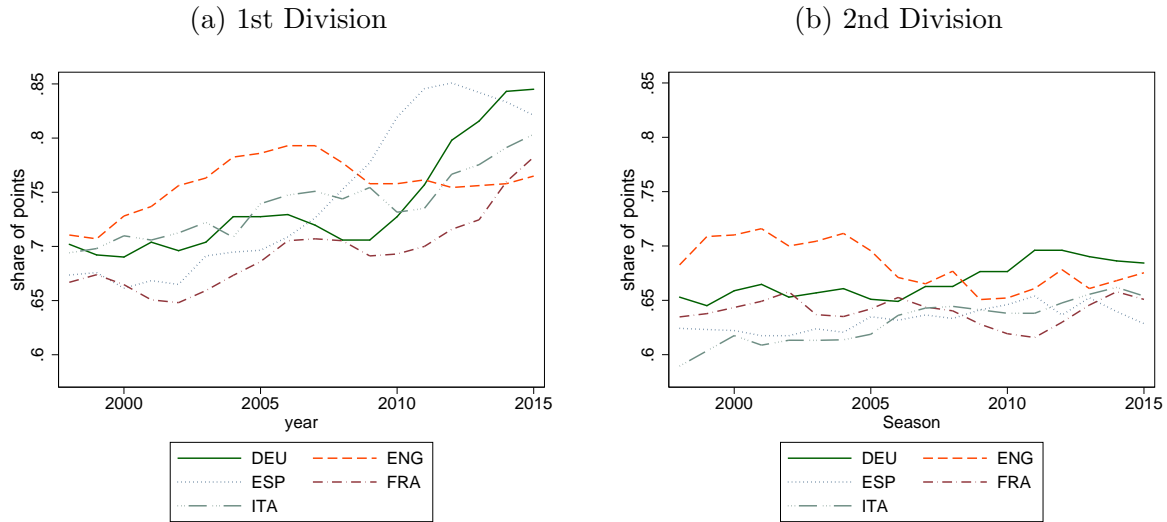 (a) 1st Division
.85
.8
.75
.7
.65
.6
share of points
2000
2005
2010
2015
year
DEU
ENG
ESP
FRA
ITA
(b) 2nd Division
.85
.8
.75
.7
.65
.6
share of points
2000
2005
2010
2015
Season
DEU
ENG
ESP
FRA
ITA